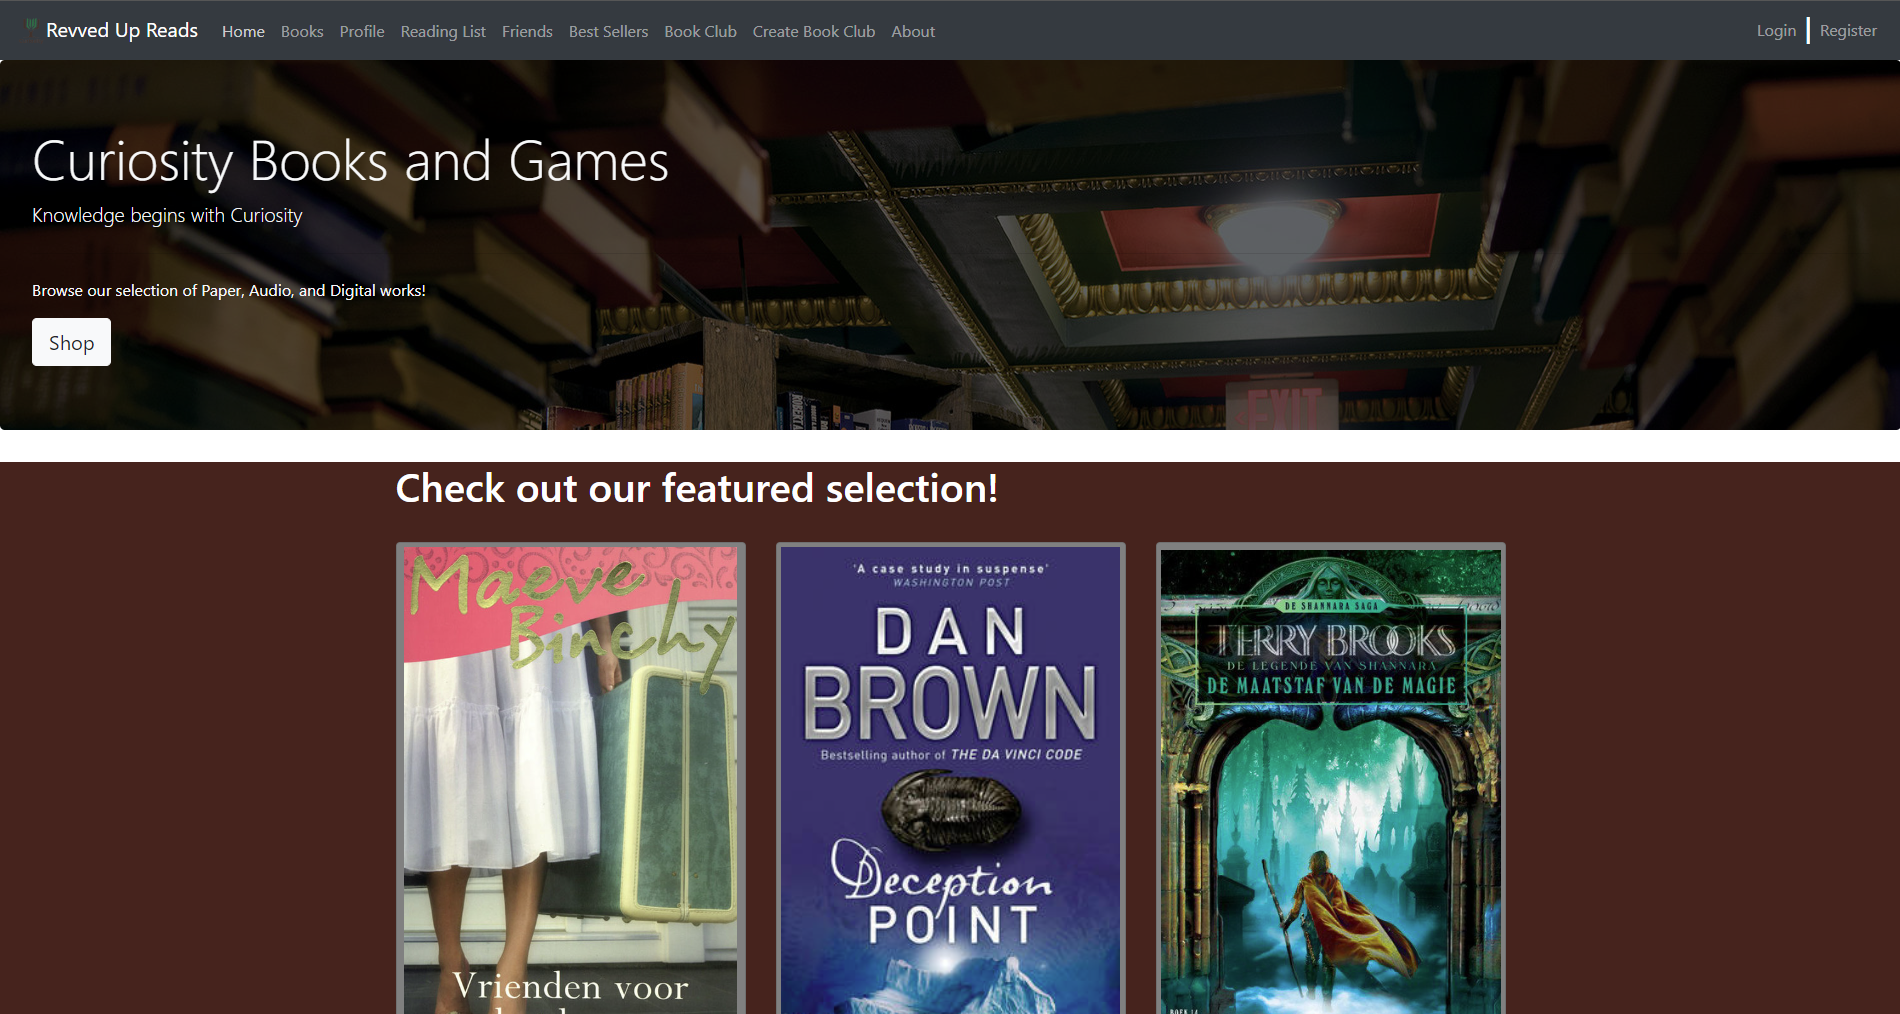 Revved Up Reads Home Books Profile Reading List Friends Best Sellers Book Club Create Book Club About Login Register
Curiosity Books and Games
Knowledge begins with Curiosity
Browse our selection of Paper, Audio, and Digital works!
Shop
EXIT
Check out our featured selection!
Maeve
Binchy
Vrienden voor
'A case study in suspense'
WASHINGTON POST
DAN
BROWN
Bestselling author of THE DA VINCI CODE
Deception
POINT
DE SHANNARA SAGA
TERRY BROOKS
DE LEGENDE VAN SHANNARA
DE MAATSTAF VAN DE MAGIE
BOEK 14